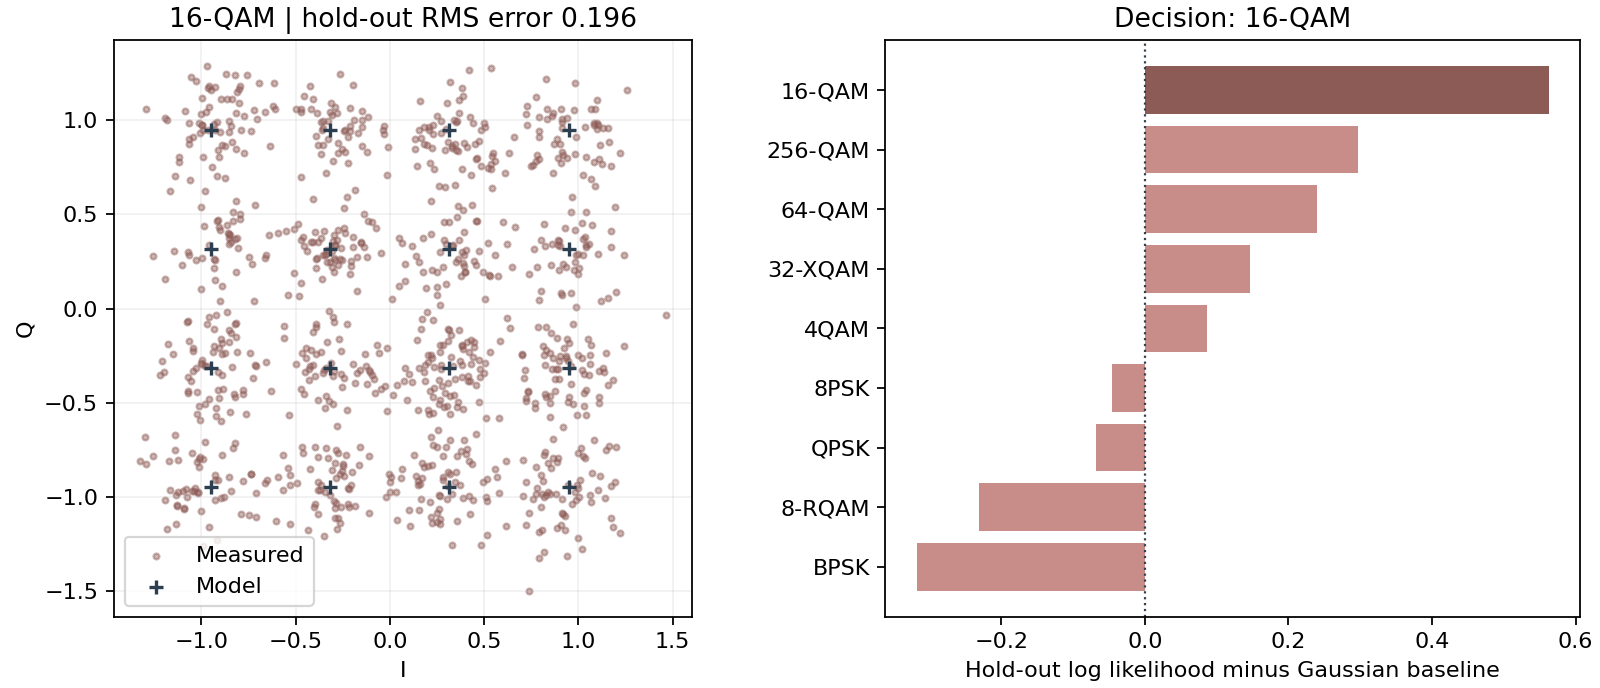 16-QAM | hold-out RMS error 0.196
1.0
0.5
0.0
−0.5
−1.0
−1.5
Q
Measured
Model
−1.0
−0.5
0.0
0.5
1.0
1.5
I
Decision: 16-QAM
16-QAM
256-QAM
64-QAM
32-XQAM
4QAM
8PSK
QPSK
8-RQAM
BPSK
−0.2
0.0
0.2
0.4
0.6
Hold-out log likelihood minus Gaussian baseline